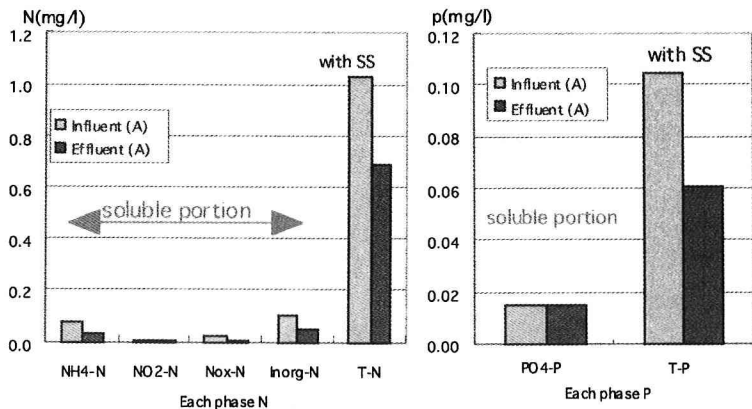 N(mg/l)
1.2
1.0
0.8
0.6
0.4
0.2
0.0
with SS
Influent (A)
Effluent (A)
soluble portion
NH4-N NO2-N Nox-N Inorg-N T-N
Each phase N
p(mg/l)
0.12
0.10
0.08
0.06
0.04
0.02
0.00
with SS
Influent (A)
Effluent (A)
soluble portion
PO4-P T-P
Each phase P